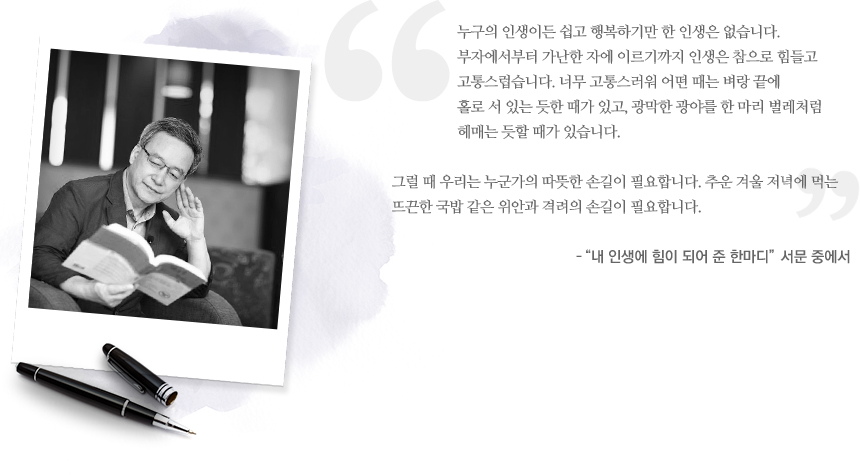 누구의 인생이든 쉽고 행복하기만 한 인생은 없습니다.
부자에서부터 가난한 자에 이르기까지 인생은 참으로 힘들고
고통스럽습니다. 너무 고통스러워 어떤 때는 벼랑 끝에
홀로 서 있는 듯한 때가 있고, 광막한 광야를 한 마리 벌레처럼
헤매는 듯할 때가 있습니다.
그럴 때 우리는 누군가의 따뜻한 손길이 필요합니다. 추운 겨울 저녁에 먹는
뜨끈한 국밥 같은 위안과 격려의 손길이 필요합니다.
- “내 인생에 힘이 되어 준 한마디” 서문 중에서